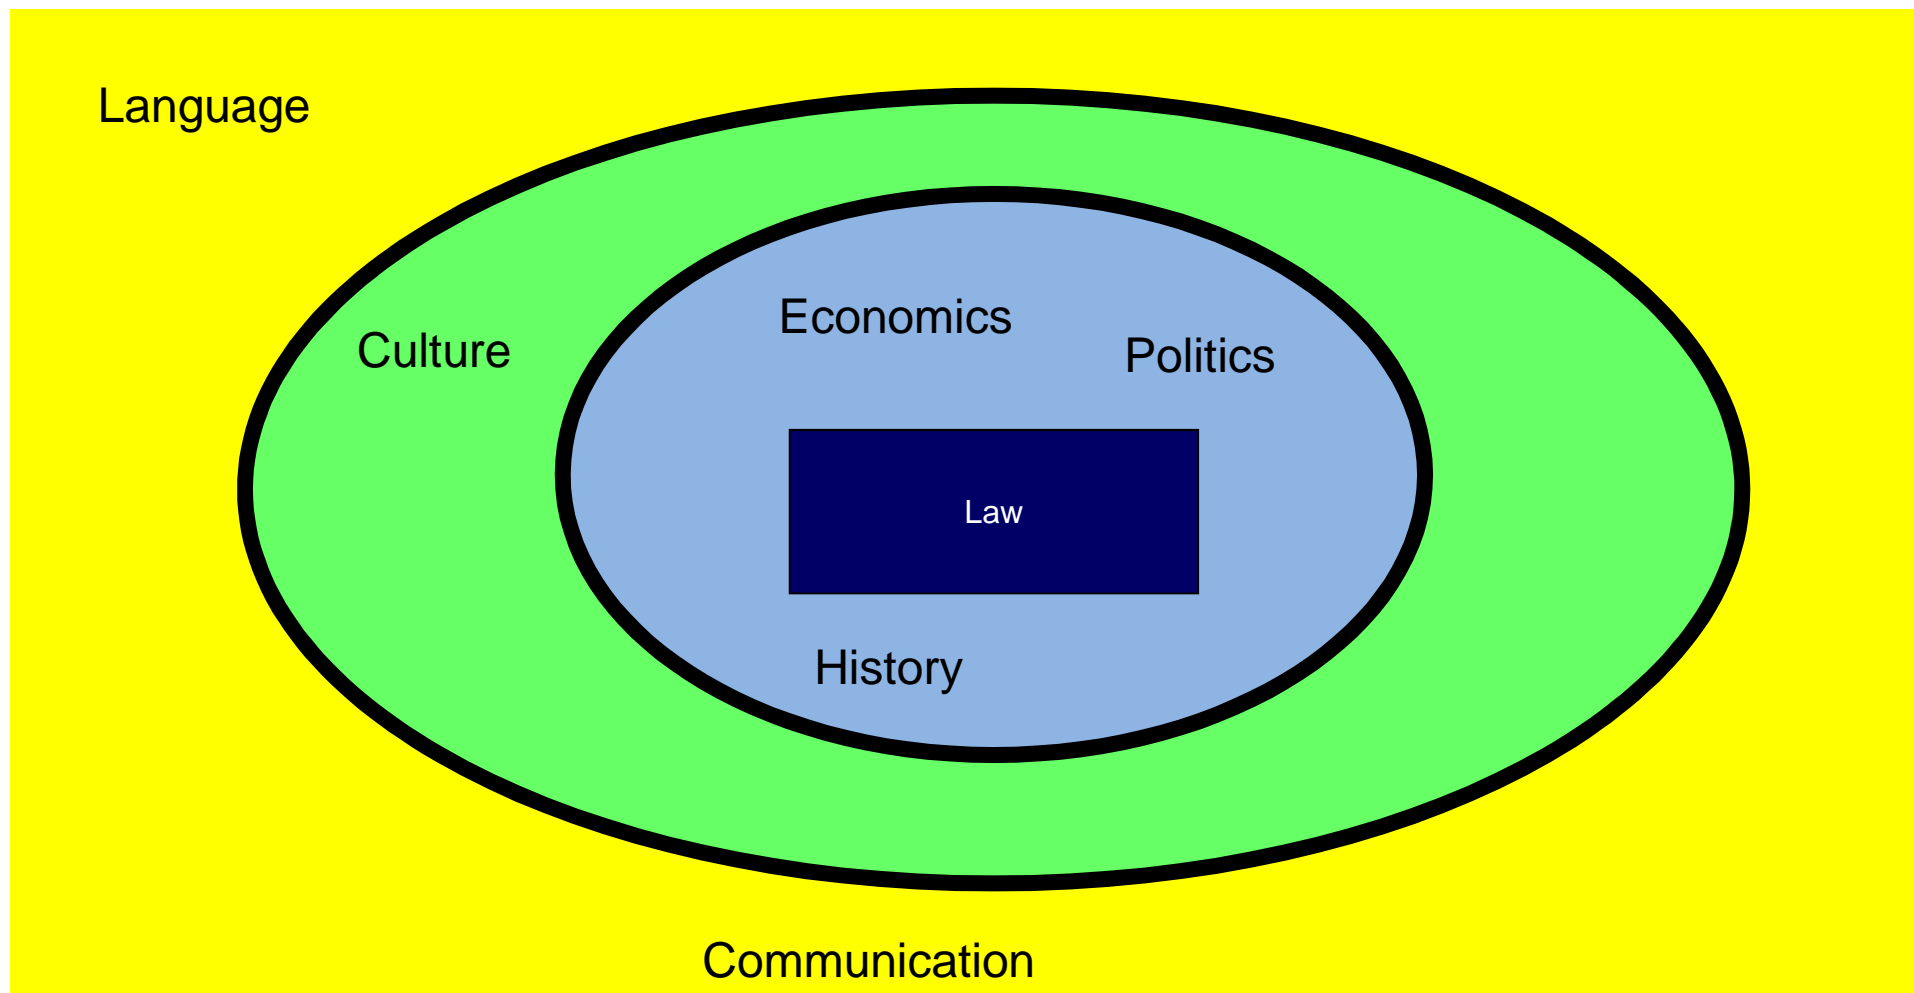 Language
Economics
Culture
Politics
Law
History
Communication